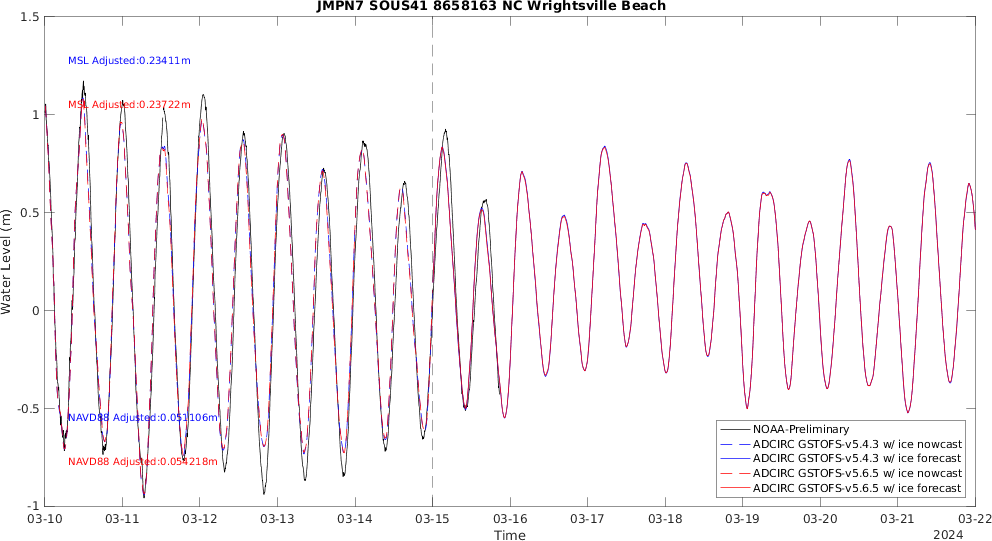 JMPN7 SOUS41 8658163 NC Wrightsville Beach
Water Level (m)
1.5
1
0.5
0
-0.5
-1
MSL Adjusted:0.23411m
MSL Adjusted:0.23722m
NAVD88 Adjusted:0.051106m
NAVD88 Adjusted:0.054218m
NOAA-Preliminary
ADCIRC GSTOFS-v5.4.3 w/ ice nowcast
ADCIRC GSTOFS-v5.4.3 w/ ice forecast
ADCIRC GSTOFS-v5.6.5 w/ ice nowcast
ADCIRC GSTOFS-v5.6.5 w/ ice forecast
03-10 03-11 03-12 03-13 03-14 03-15 03-16 03-17 03-18 03-19 03-20 03-21 03-22
Time
2024